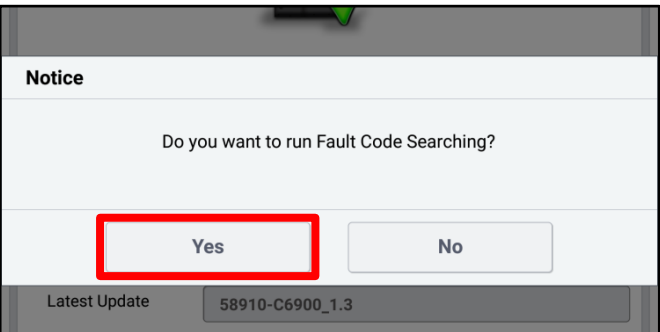 Notice
Do you want to run Fault Code Searching?
Yes No
Latest Update 58910-C6900_1.3